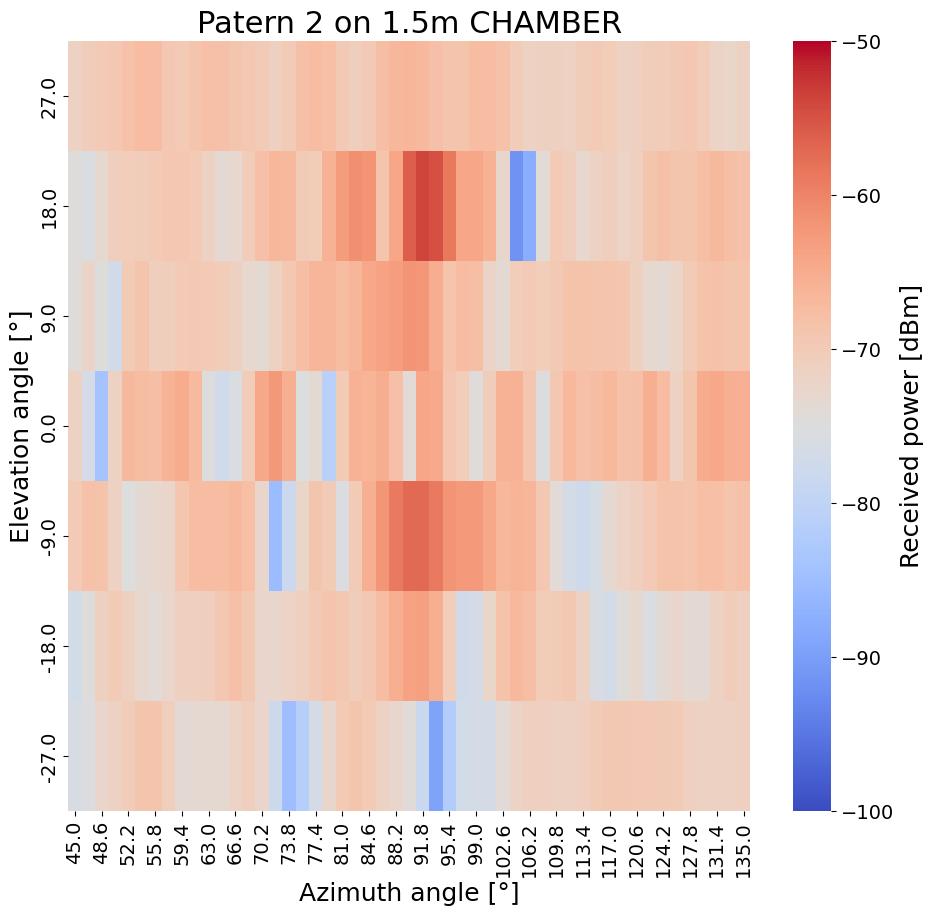 Patern 2 on 1.5m CHAMBER
Elevation angle [°]
27.0
18.0
9.0
0.0
-9.0
-18.0
-27.0
45.0 48.6 52.2 55.8 59.4 63.0 66.6 70.2 73.8 77.4 81.0 84.6 88.2 91.8 95.4 99.0 102.6 106.2 109.8 113.4 117.0 120.6 124.2 127.8 131.4 135.0
Azimuth angle [°]
−50
−60
−70
−80
−90
−100
Received power [dBm]